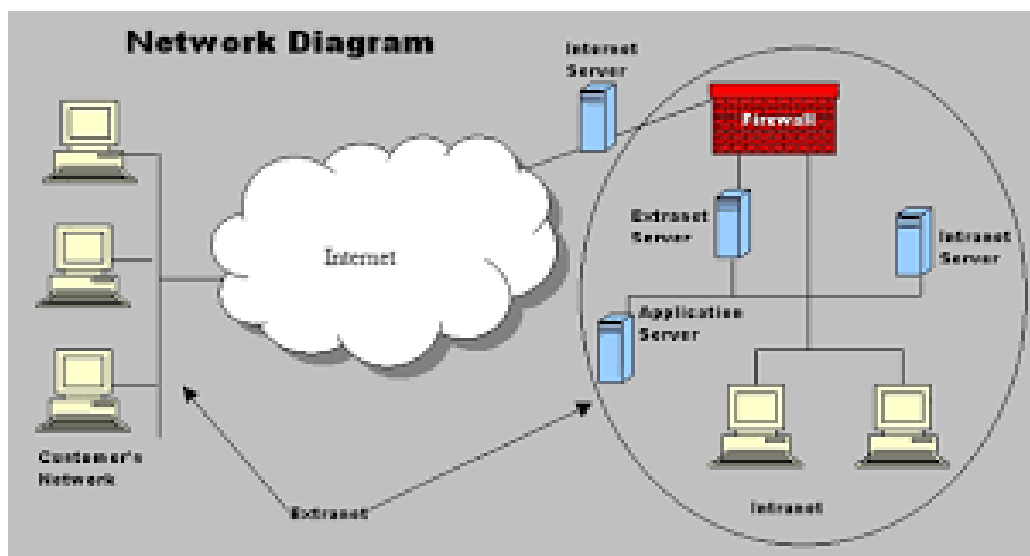 Network Diagram
Internet
Server
Firewall
Extranet
Server
Intranet
Server
Internet
Application
Server
Customer's
Network
Extranet
Intranet